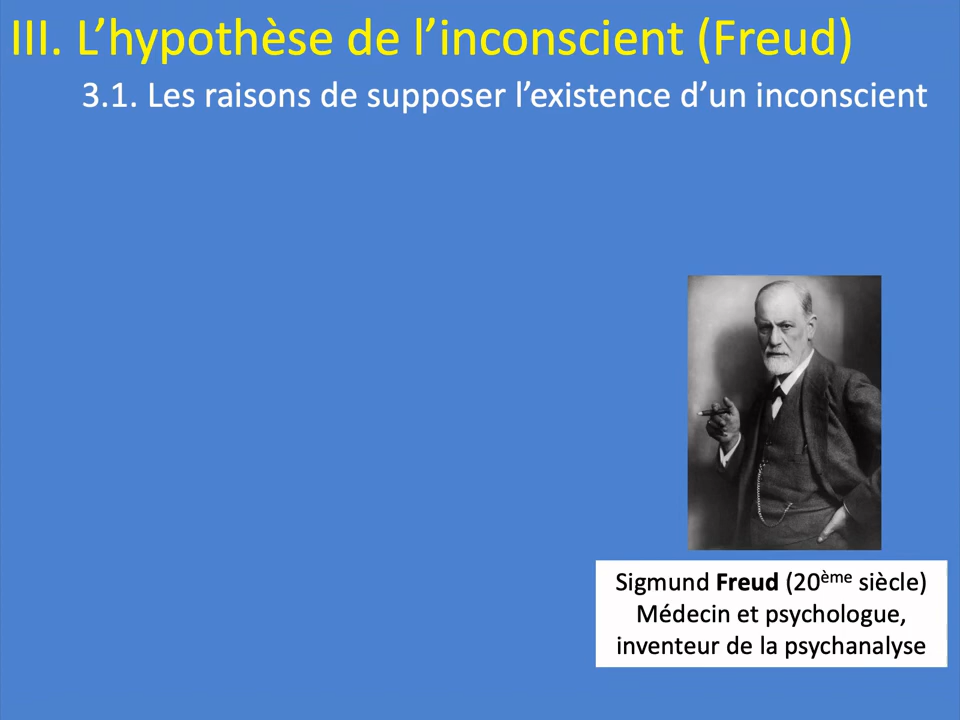 III. L’hypothèse de l’inconscient (Freud)
3.1. Les raisons de supposer l’existence d’un inconscient
Sigmund Freud (20ème siècle)
Médecin et psychologue,
inventeur de la psychanalyse